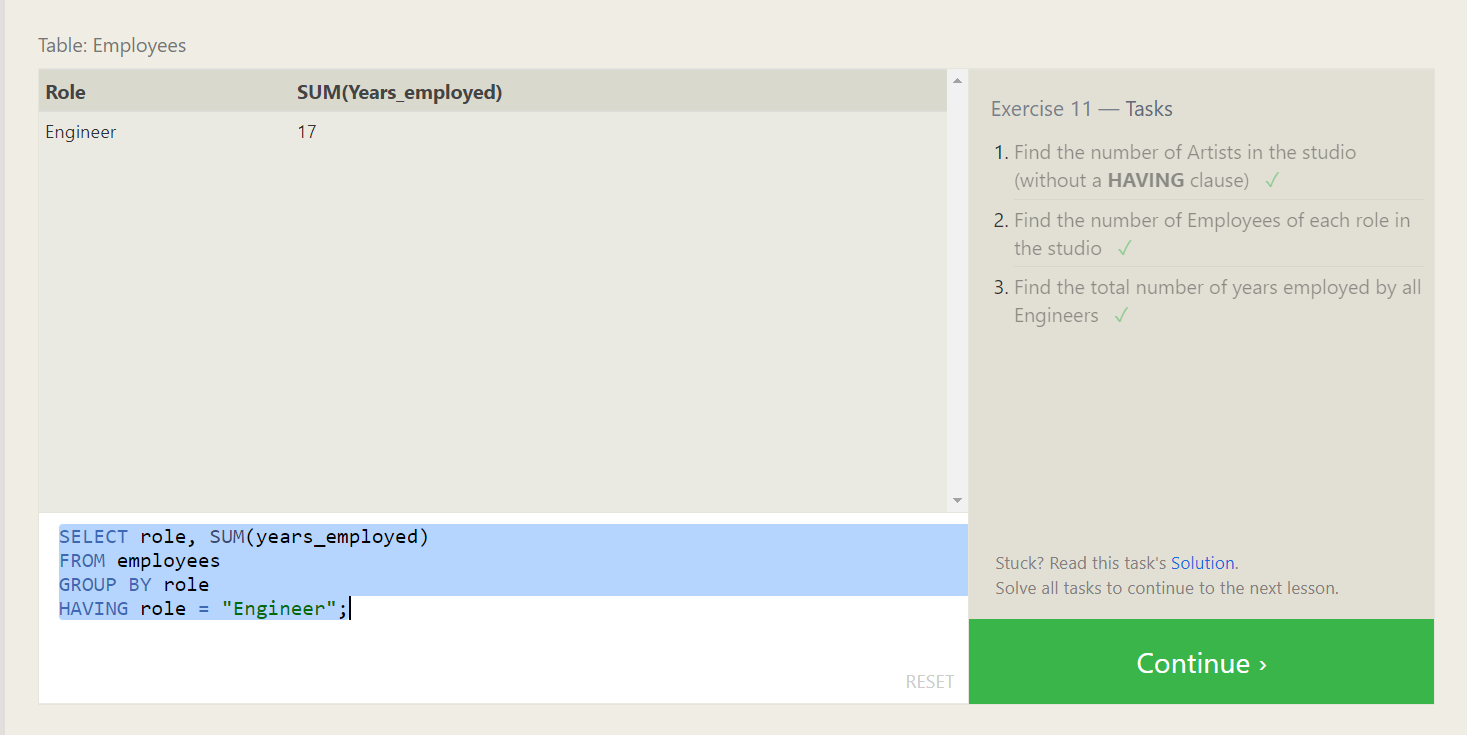 Table: Employees
Role SUM(Years_employed)
Engineer 17
SELECT role, SUM(years_employed)
FROM employees
GROUP BY role
HAVING role = "Engineer";
RESET
Exercise 11 — Tasks
1. Find the number of Artists in the studio
(without a HAVING clause) ✓
2. Find the number of Employees of each role in
the studio ✓
3. Find the total number of years employed by all
Engineers ✓
Stuck? Read this task's Solution.
Solve all tasks to continue to the next lesson.
Continue ›